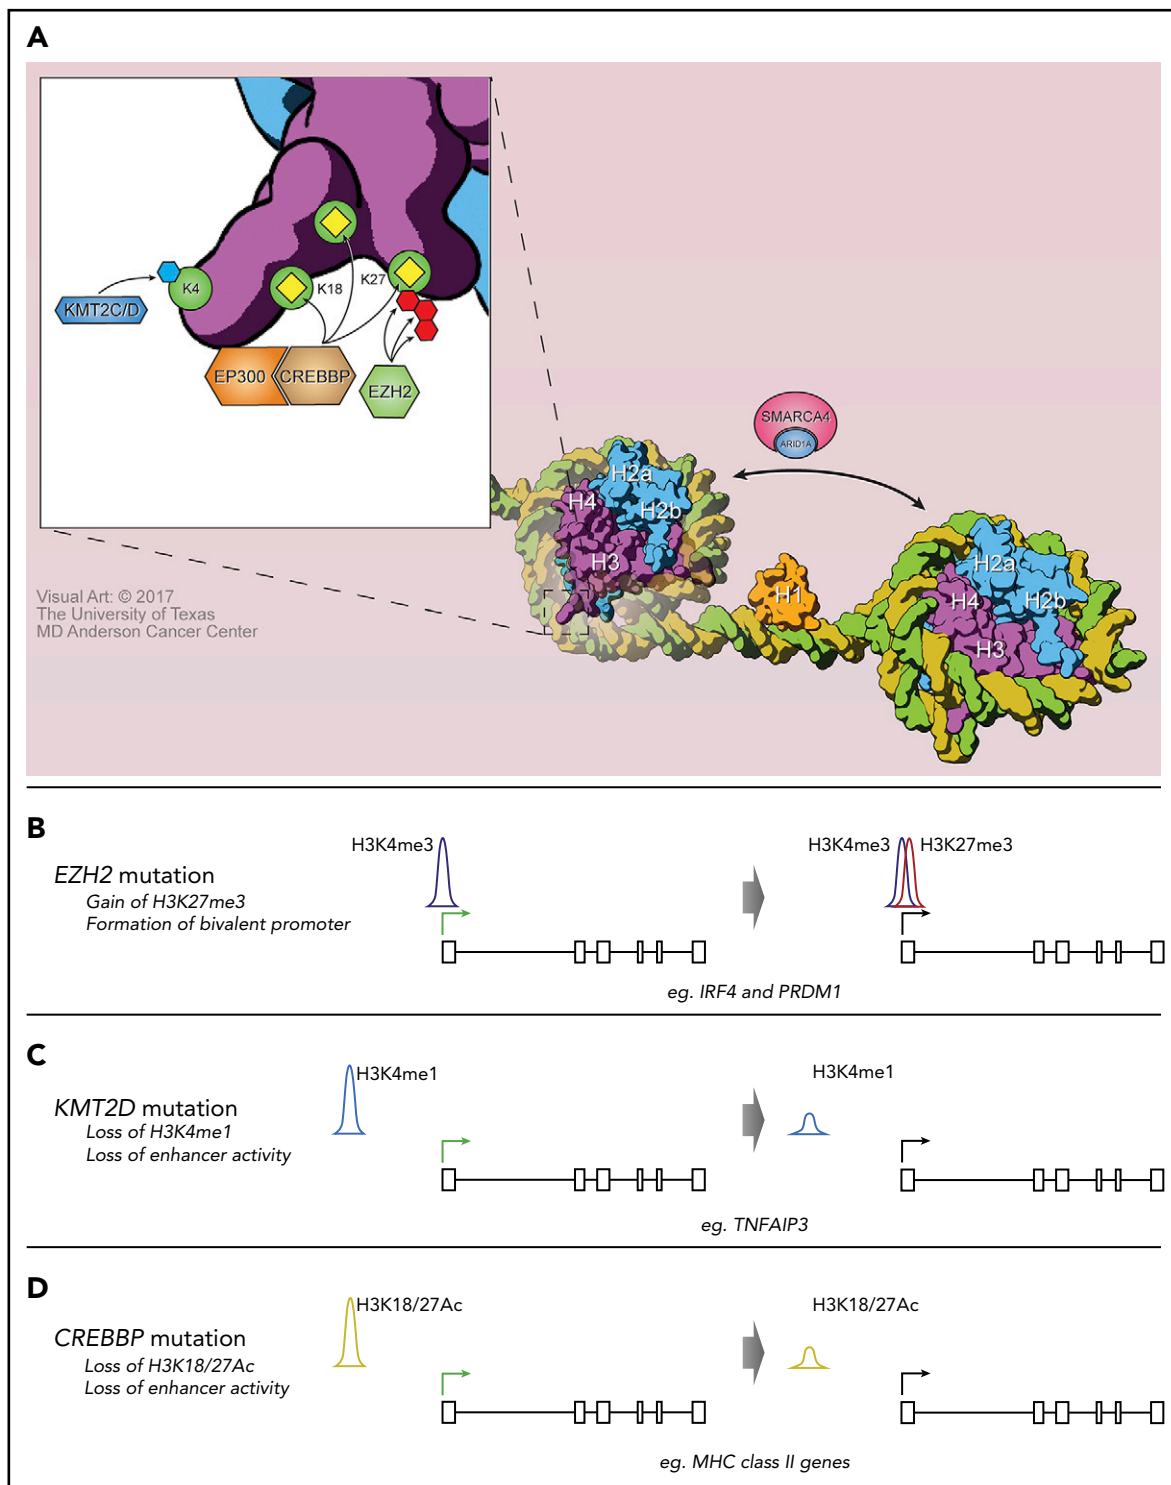 A
K4
K18
K27
KMT2C/D
EP300
CREBBP
EZH2
SMARCA4
ARID1A
H2a
H4
H2b
H3
H1
H2a
H4
H2b
H3
Visual Art: © 2017
The University of Texas
MD Anderson Cancer Center
B
EZH2 mutation
Gain of H3K27me3
Formation of bivalent promoter
H3K4me3
H3K4me3
H3K27me3
eg. IRF4 and PRDM1
C
KMT2D mutation
Loss of H3K4me1
Loss of enhancer activity
H3K4me1
H3K4me1
eg. TNFAIP3
D
CREBBP mutation
Loss of H3K18/27Ac
Loss of enhancer activity
H3K18/27Ac
H3K18/27Ac
eg. MHC class II genes